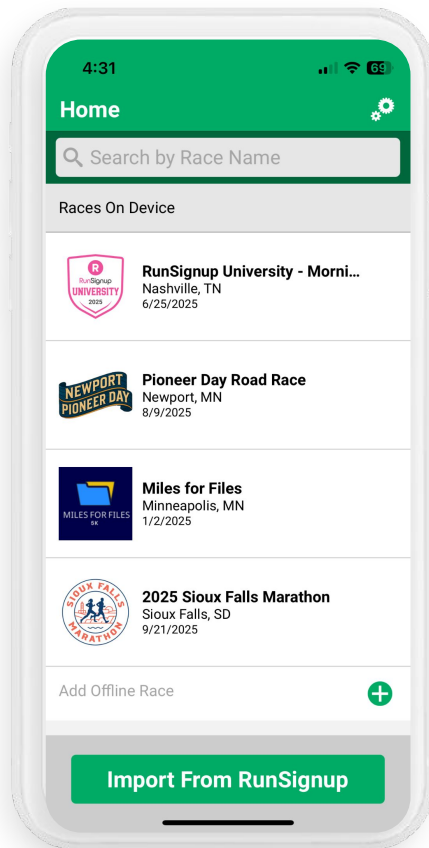 4:31
69
Home
Search by Race Name
Races On Device
R
RunSignup
UNIVERSITY
2025
RunSignup University - Morni...
Nashville, TN
6/25/2025
NEWPORT
PIONEER DAY
Pioneer Day Road Race
Newport, MN
8/9/2025
MILES FOR FILES
5K
Miles for Files
Minneapolis, MN
1/2/2025
SIOUX FALLS
MARATHON
2025 Sioux Falls Marathon
Sioux Falls, SD
9/21/2025
Add Offline Race
Import From RunSignup